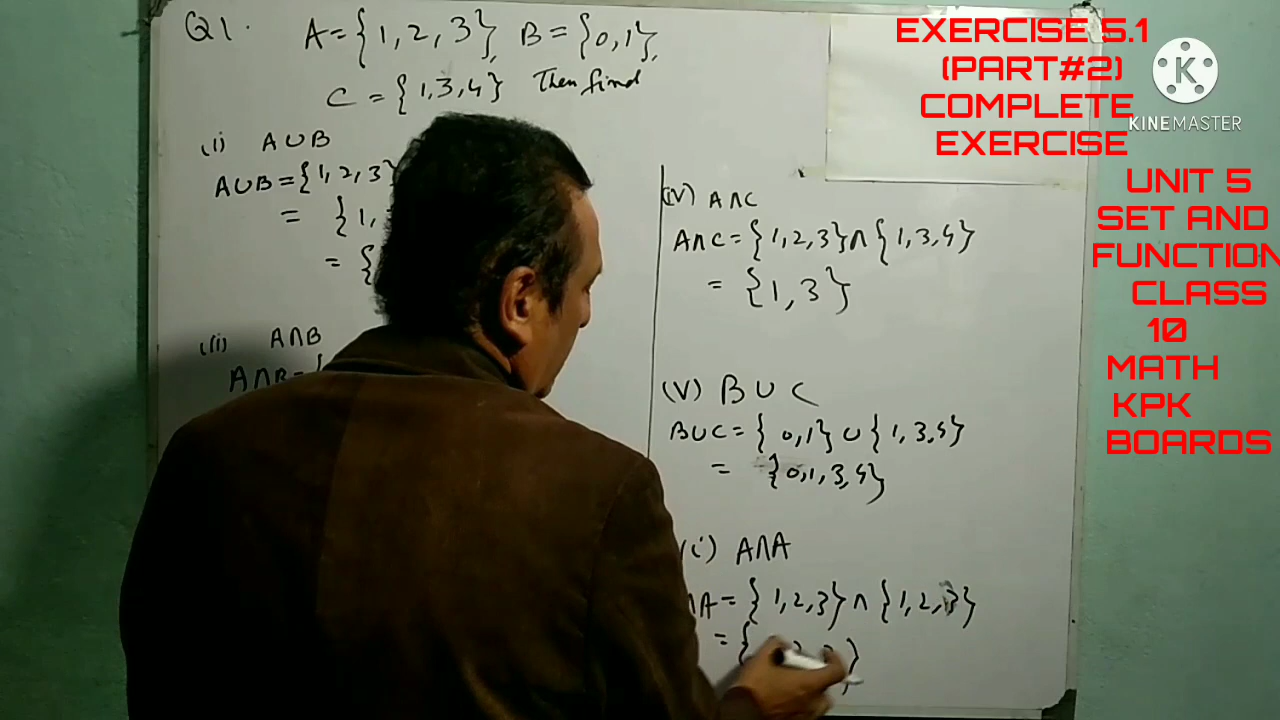 Q1. A={1,2,3}, B={0,1},
C={1,3,4} Then find
(i) A∪B
A∪B={1,2,3}
= {1,
= {
(ii) A∩B
A∩B={
(iv) A∩C
A∩C={1,2,3}∩{1,3,4}
= {1,3}
(v) B∪C
B∪C={0,1}∪{1,3,4}
= {0,1,3,4}
A∩A
∩A={1,2,3}∩{1,2,3}
= {
EXERCISE 5.1
(PART#2)
COMPLETE
EXERCISE
KINEMASTER
UNIT 5
SET AND
FUNCTION
CLASS
10
MATH
KPK
BOARDS